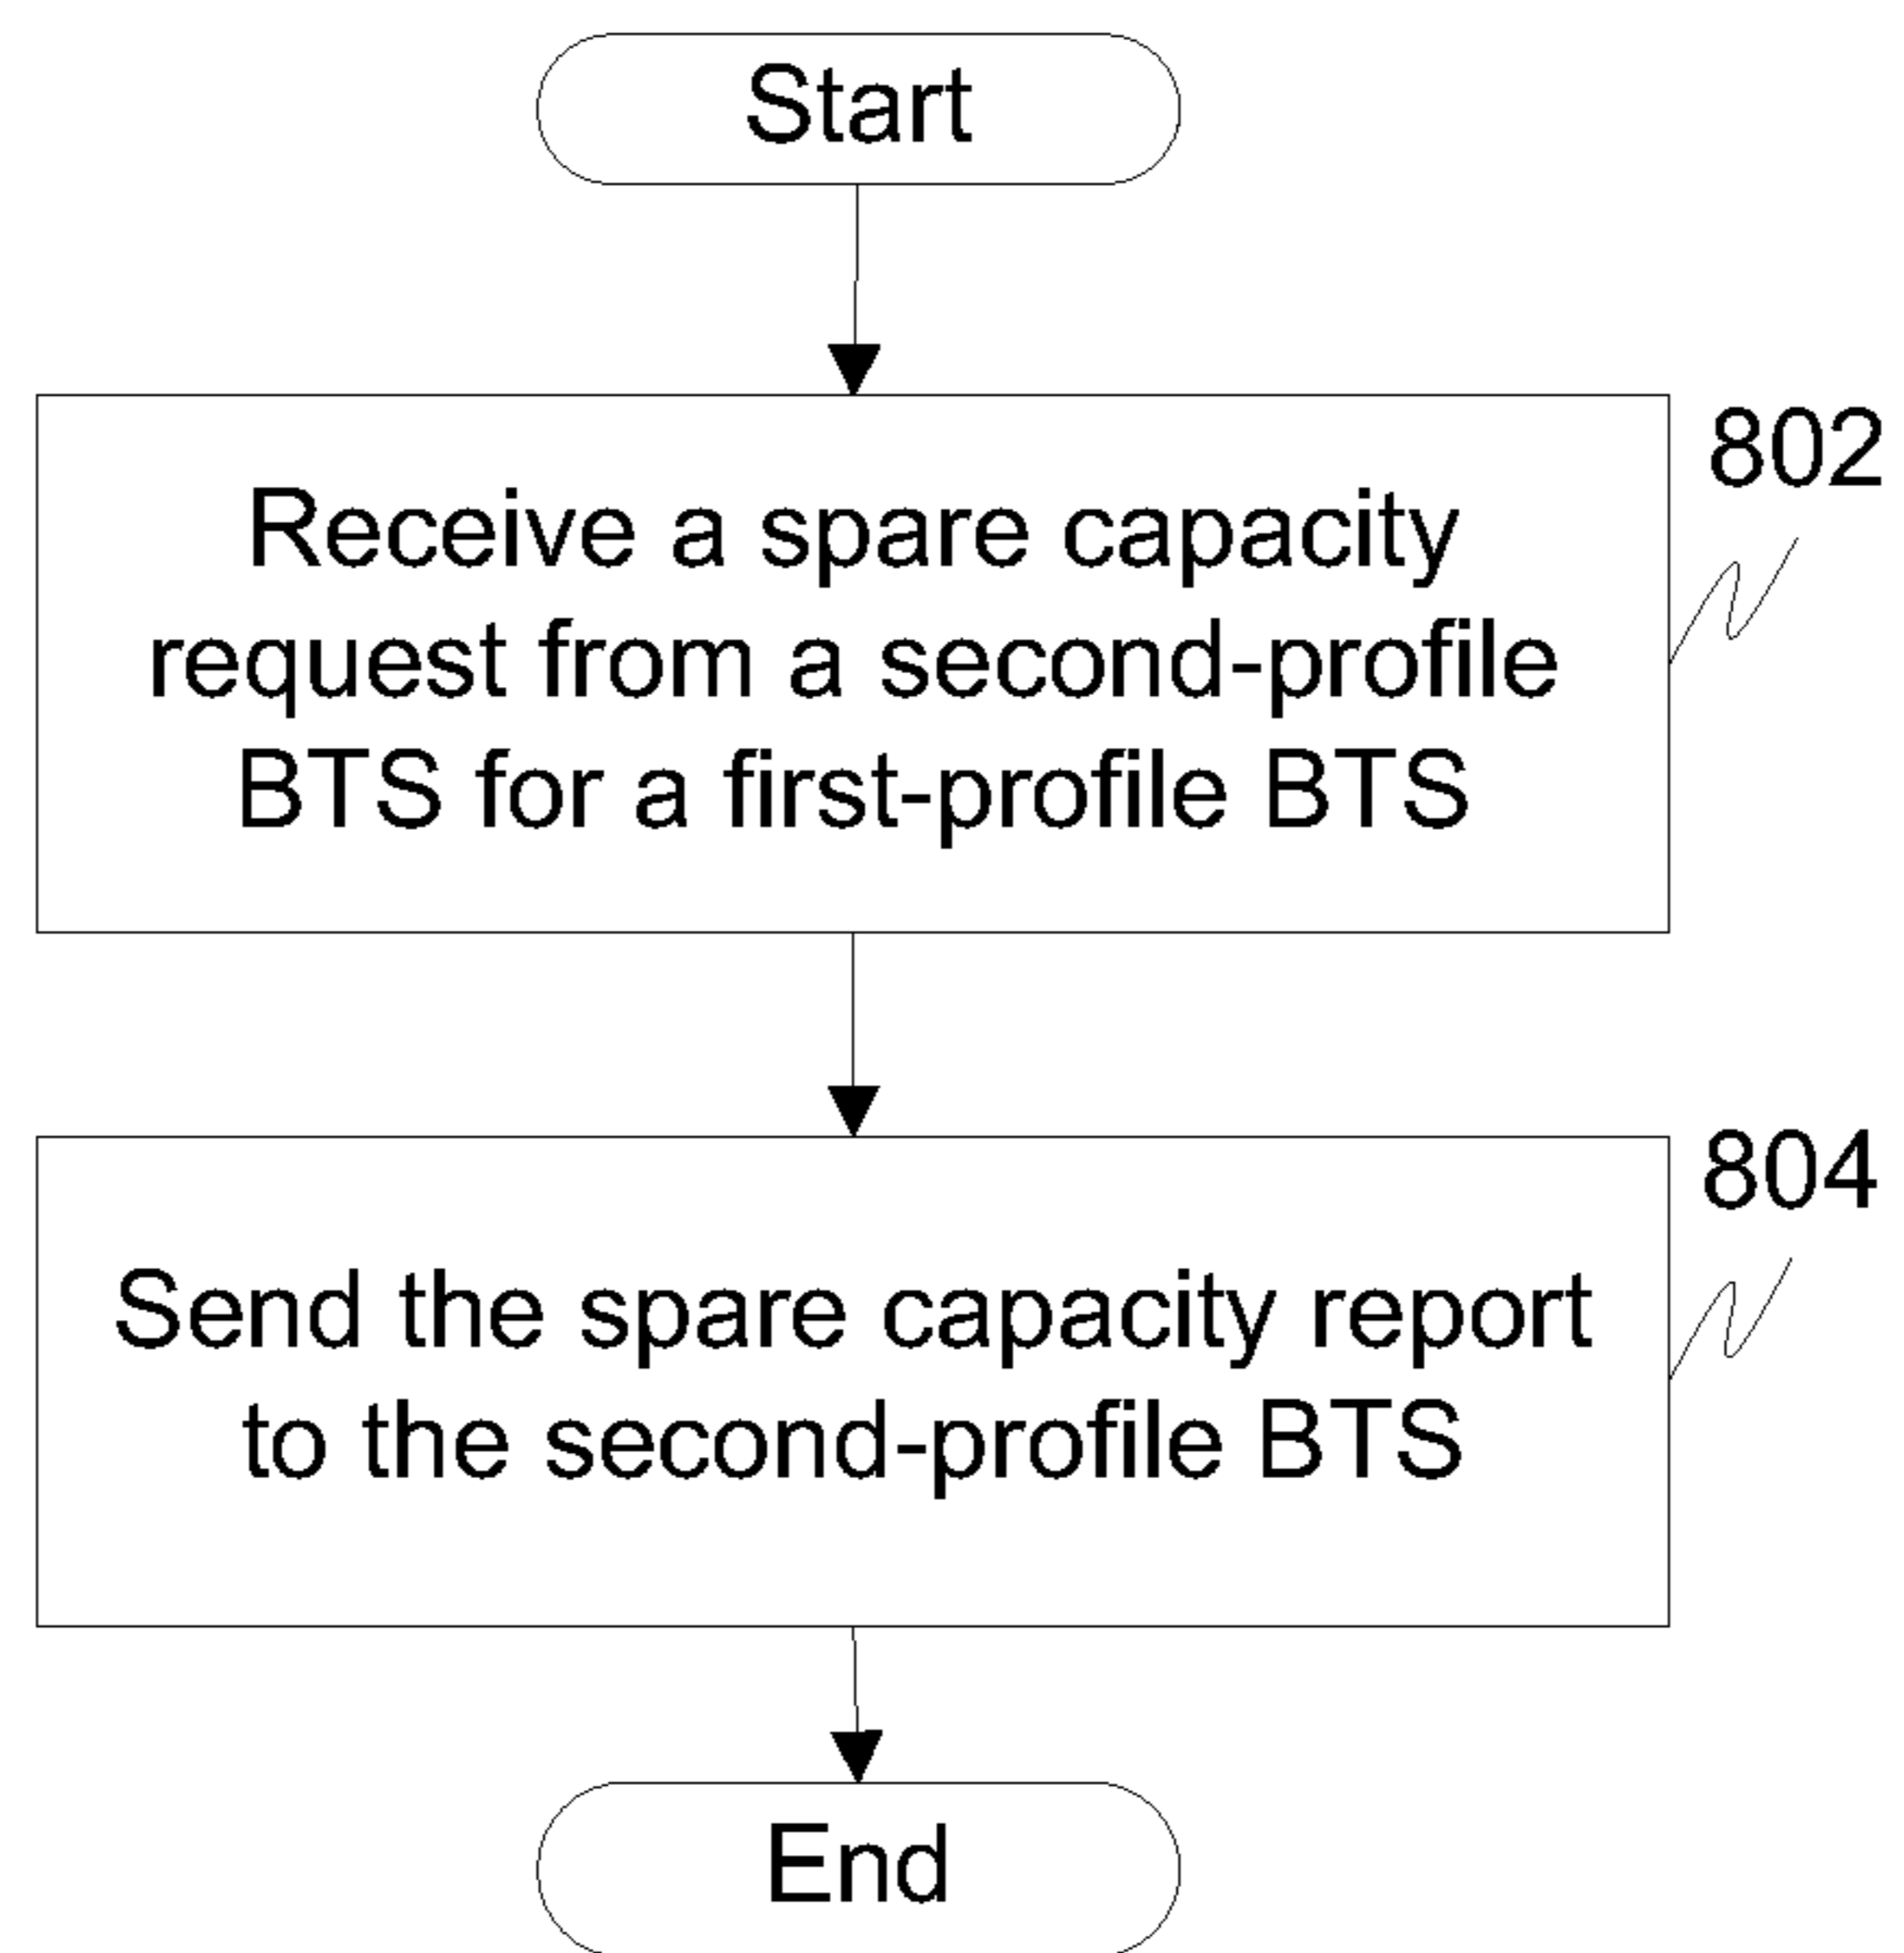 Start
802
Receive a spare capacity
request from a second-profile
BTS for a first-profile BTS
804
Send the spare capacity report
to the second-profile BTS
End